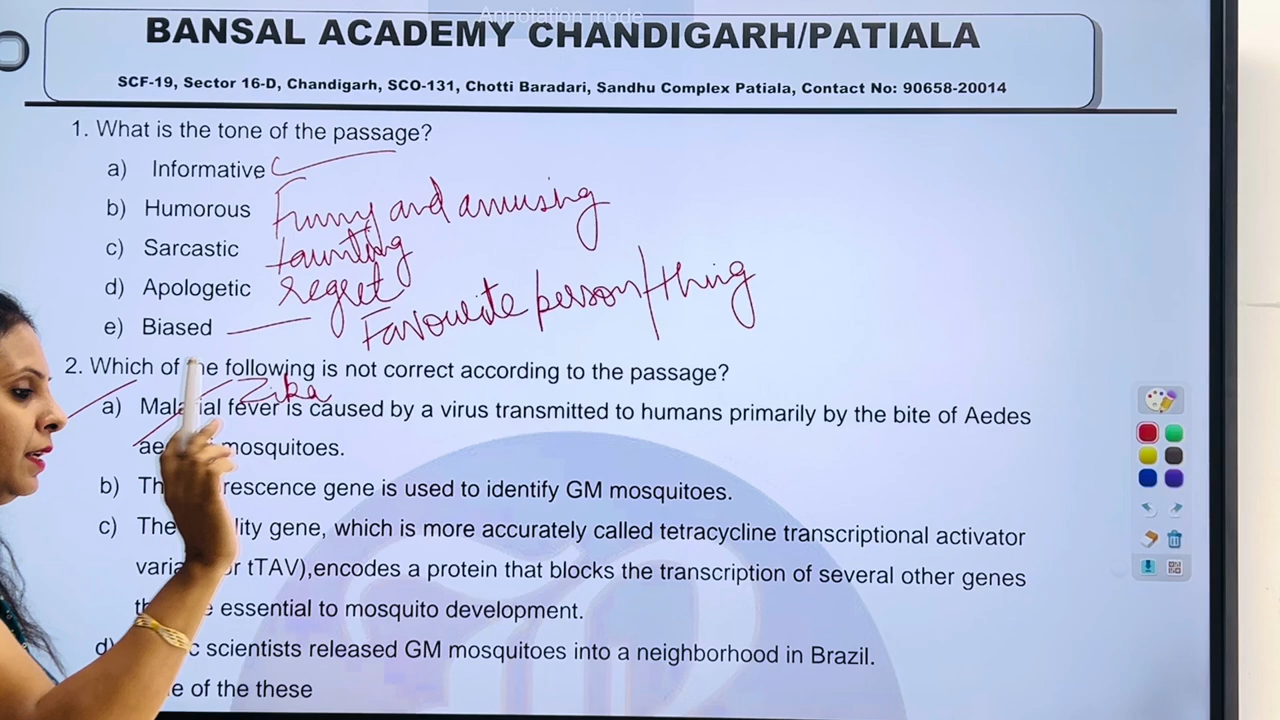 Annotation mode
BANSAL ACADEMY CHANDIGARH/PATIALA
SCF-19, Sector 16-D, Chandigarh, SCO-131, Chotti Baradari, Sandhu Complex Patiala, Contact No: 90658-20014
1. What is the tone of the passage?
a) Informative
b) Humorous Funny and amusing
c) Sarcastic taunting
d) Apologetic regret
e) Biased Favourite person/thing
2. Which of the following is not correct according to the passage?
Zika
a) Malarial fever is caused by a virus transmitted to humans primarily by the bite of Aedes
mosquitoes.
b) gene is used to identify GM mosquitoes.
c) The gene, which is more accurately called tetracycline transcriptional activator
tTAV),encodes a protein that blocks the transcription of several other genes
essential to mosquito development.
d) scientists released GM mosquitoes into a neighborhood in Brazil.
of the these